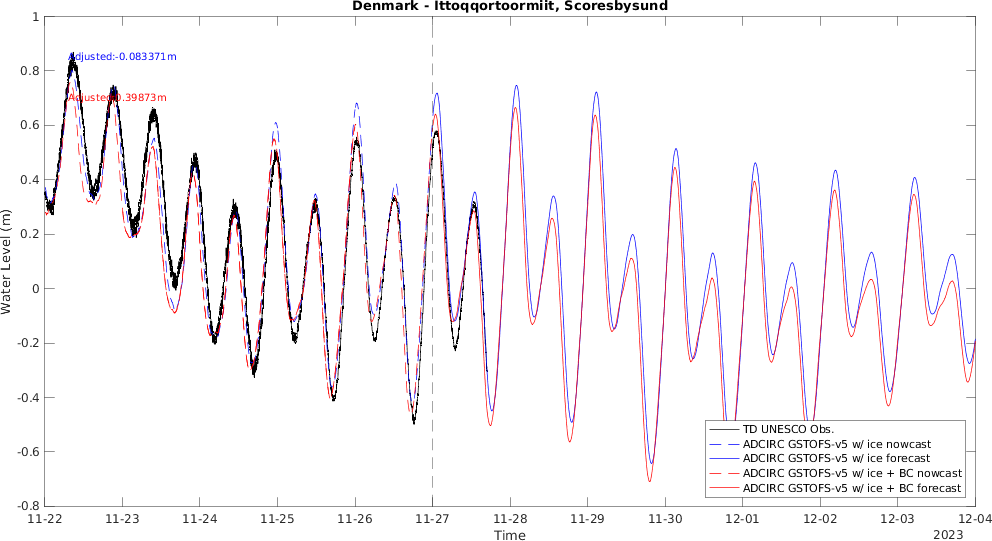 Denmark - Ittoqqortoormiit, Scoresbysund
1
0.8
0.6
0.4
0.2
0
-0.2
-0.4
-0.6
-0.8
Water Level (m)
Adjusted:-0.083371m
Adjusted:0.39873m
TD UNESCO Obs.
ADCIRC GSTOFS-v5 w/ ice nowcast
ADCIRC GSTOFS-v5 w/ ice forecast
ADCIRC GSTOFS-v5 w/ ice + BC nowcast
ADCIRC GSTOFS-v5 w/ ice + BC forecast
11-22 11-23 11-24 11-25 11-26 11-27 11-28 11-29 11-30 12-01 12-02 12-03 12-04
Time
2023